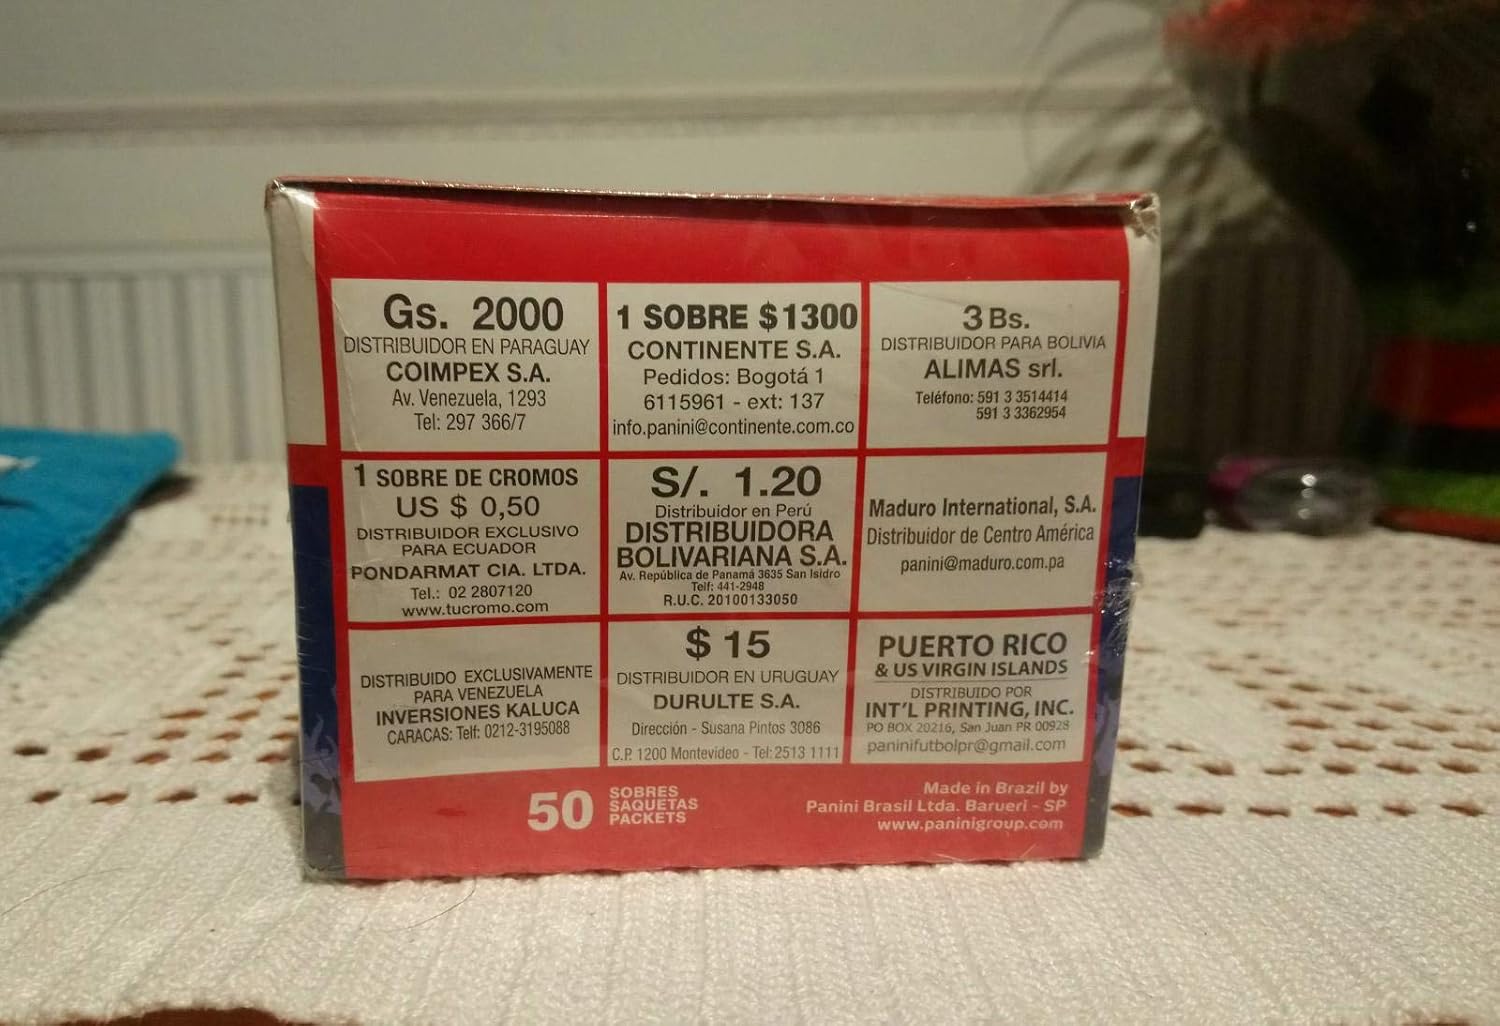 Gs. 2000
DISTRIBUIDOR EN PARAGUAY
COIMPEX S.A.
Av. Venezuela, 1293
Tel: 297 366/7
1 SOBRE $1300
CONTINENTE S.A.
Pedidos: Bogotá 1
6115961 - ext: 137
info.panini@continente.com.co
3 Bs.
DISTRIBUIDOR PARA BOLIVIA
ALIMAS srl.
Teléfono: 591 3 3514414
591 3 3362954
1 SOBRE DE CROMOS
US $ 0,50
DISTRIBUIDOR EXCLUSIVO
PARA ECUADOR
PONDARMAT CIA. LTDA.
Tel.: 02 2807120
www.tucromo.com
S/. 1.20
Distribuidor en Perú
DISTRIBUIDORA
BOLIVARIANA S.A.
Av. República de Panamá 3635 San Isidro
Telf: 441-2948
R.U.C. 20100133050
Maduro International, S.A.
Distribuidor de Centro América
panini@maduro.com.pa
DISTRIBUIDO EXCLUSIVAMENTE
PARA VENEZUELA
INVERSIONES KALUCA
CARACAS: Telf: 0212-3195088
$ 15
DISTRIBUIDOR EN URUGUAY
DURULTE S.A.
Dirección - Susana Pintos 3086
C.P. 1200 Montevideo - Tel: 2513 1111
PUERTO RICO
& US VIRGIN ISLANDS
DISTRIBUIDO POR
INT'L PRINTING, INC.
PO BOX 20216, San Juan PR 00928
paninifutbolpr@gmail.com
50 SOBRES
SAQUETAS
PACKETS
Made in Brazil by
Panini Brasil Ltda. Barueri - SP
www.paninigroup.com